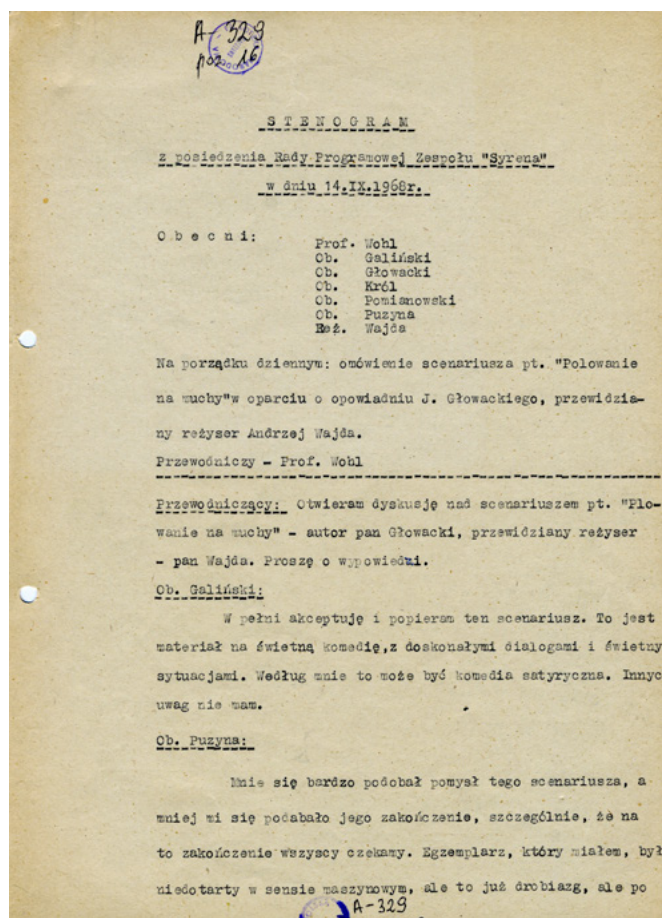 A-329
poz 16
S T E N O G R A M
z posiedzenia Rady Programowej Zespołu "Syrena"
w dniu 14.IX.1968r.
O b e c n i:
Prof. Wohl
Ob. Galiński
Ob. Głowacki
Ob. Król
Ob. Pomianowski
Ob. Puzyna
Reż. Wajda
Na porządku dziennym: omówienie scenariusza pt. "Polowanie
na muchy"w oparciu o opowiadniu J. Głowackiego, przewidzia-
ny reżyser Andrzej Wajda.
Przewodniczy - Prof. Wohl
Przewodniczący: Otwieram dyskusję nad scenariuszem pt. "Plo-
wanie na muchy" - autor pan Głowacki, przewidziany reżyser
- pan Wajda. Proszę o wypowiedzi.
Ob. Galiński:
W pełni akceptuję i popieram ten scenariusz. To jest
materiał na świetną komedię,z doskonałymi dialogami i świetny
sytuacjami. Według mnie to może być komedia satyryczna. Innyc
uwag nie mam.
Ob. Puzyna:
Mnie się bardzo podobał pomysł tego scenariusza, a
mniej mi się podabało jego zakończenie, szczególnie, że na
to zakończenie wszyscy czekamy. Egzemplarz, który miałem, był
niedotarty w sensie maszynowym, ale to już drobiazg, ale po
A-329